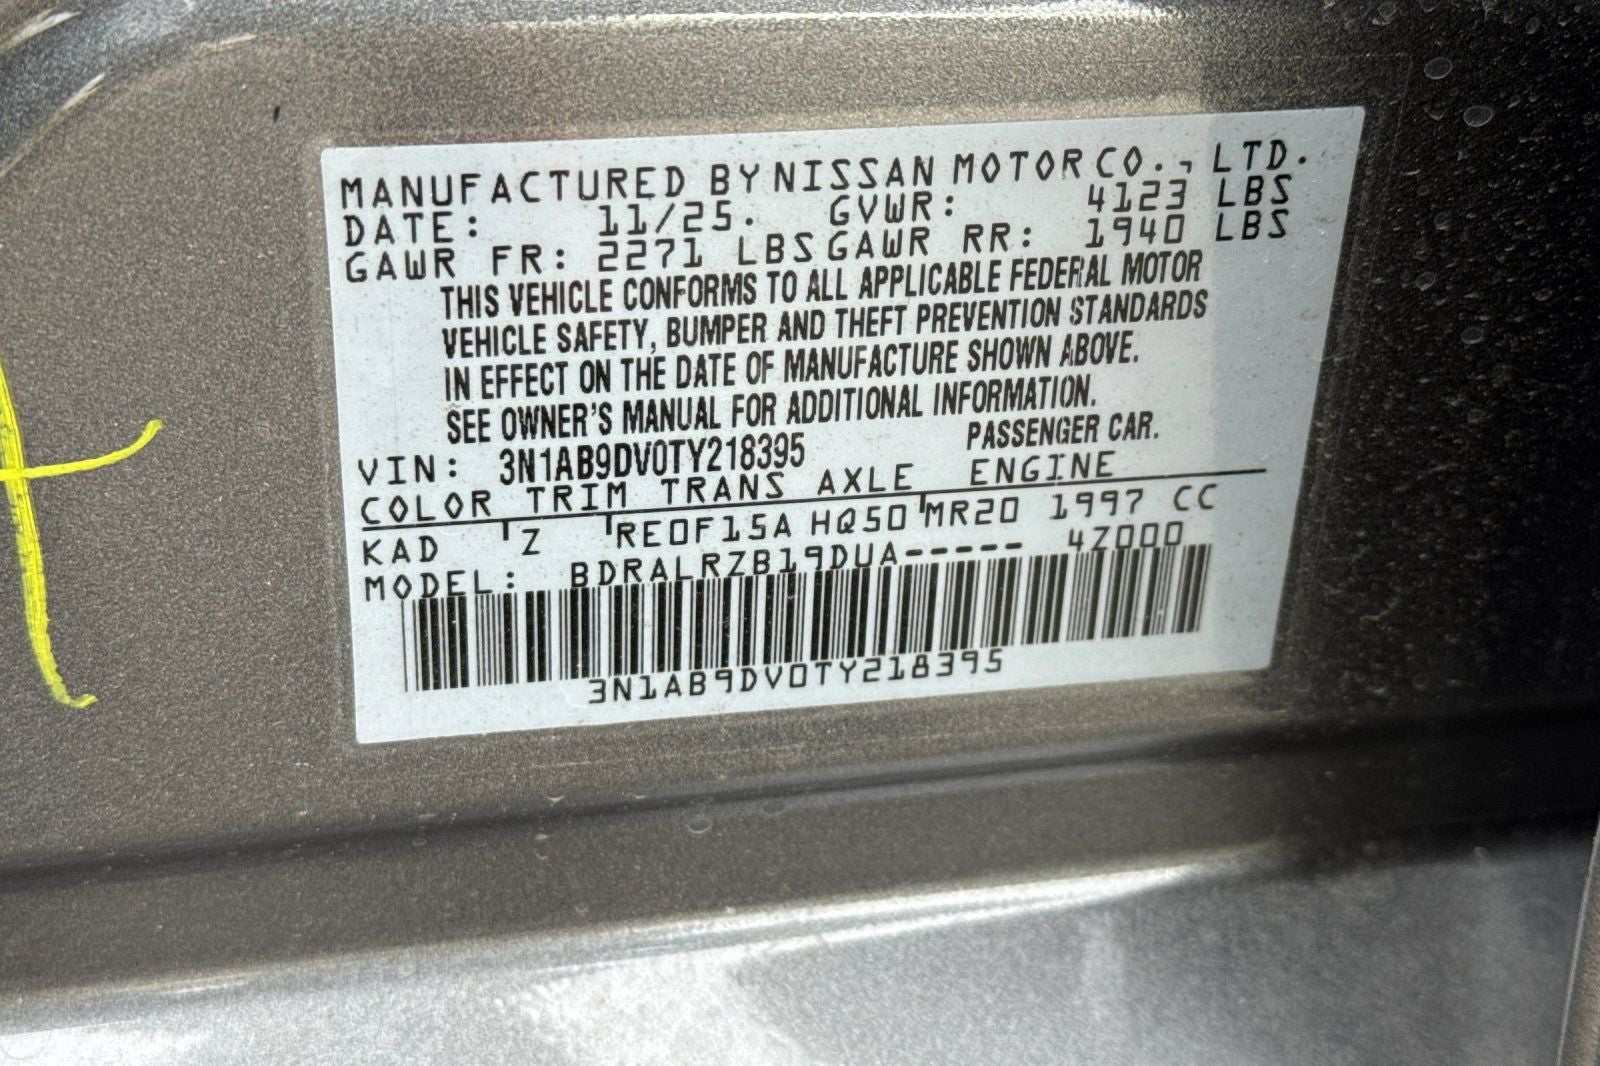 MANUFACTURED BY NISSAN MOTOR CO., LTD.
DATE: 11/25. GVWR: 4123 LBS
GAWR FR: 2271 LBS GAWR RR: 1940 LBS
THIS VEHICLE CONFORMS TO ALL APPLICABLE FEDERAL MOTOR
VEHICLE SAFETY, BUMPER AND THEFT PREVENTION STANDARDS
IN EFFECT ON THE DATE OF MANUFACTURE SHOWN ABOVE.
SEE OWNER'S MANUAL FOR ADDITIONAL INFORMATION.
VIN: 3N1AB9DV0TY218395 PASSENGER CAR.
COLOR TRIM TRANS AXLE ENGINE
KAD Z RE0F15A HQ50 MR20 1997 CC
MODEL: BDRALRZB19DUA----- 4Z000
3N1AB9DV0TY218395